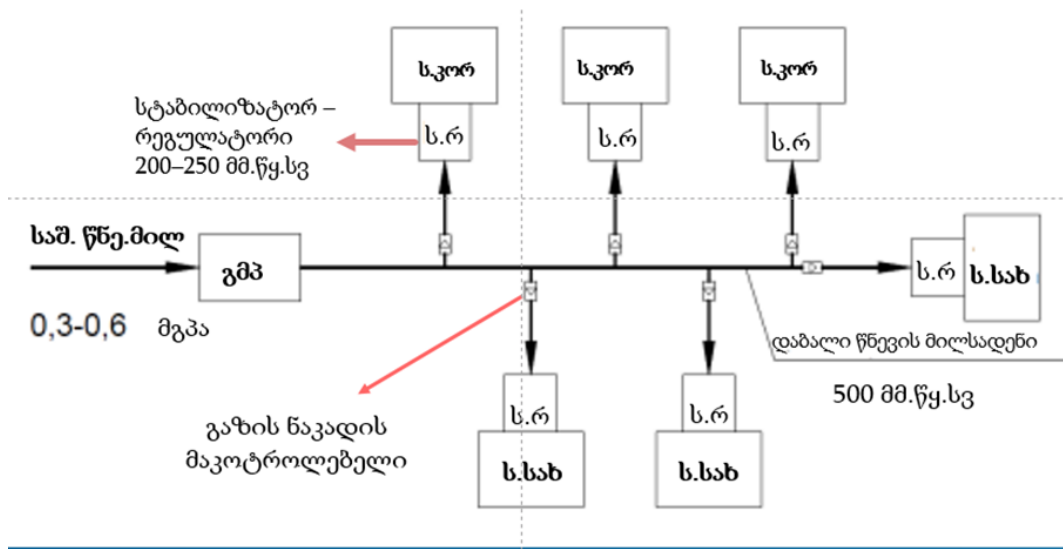 ს.კორ
ს.კორ
ს.კორ
სტაბილიზატორ –
რეგულატორი
200–250 მმ.წყ.სვ
ს.რ
ს.რ
ს.რ
საშ. წნე.მილ
გმპ
ს.რ
ს.სახ
0,3-0,6 მგპა
დაბალი წნევის მილსადენი
500 მმ.წყ.სვ
გაზის ნაკადის
მაკოტროლებელი
ს.რ
ს.რ
ს.სახ
ს.სახ